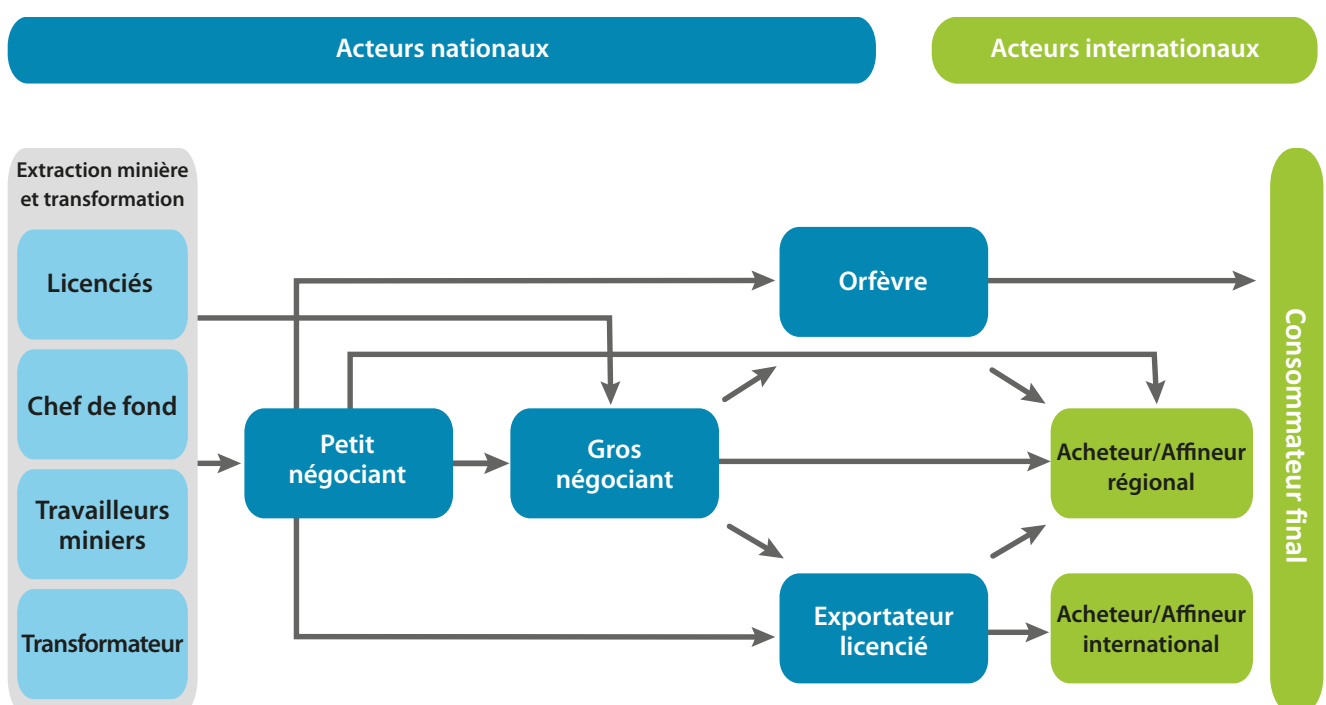 Acteurs nationaux
Acteurs internationaux
Extraction minière
et transformation
Licenciés
Chef de fond
Travailleurs
miniers
Transformateur
Petit
négociant
Gros
négociant
Orfèvre
Exportateur
licencié
Acheteur/Affineur
régional
Acheteur/Affineur
international
Consommateur final